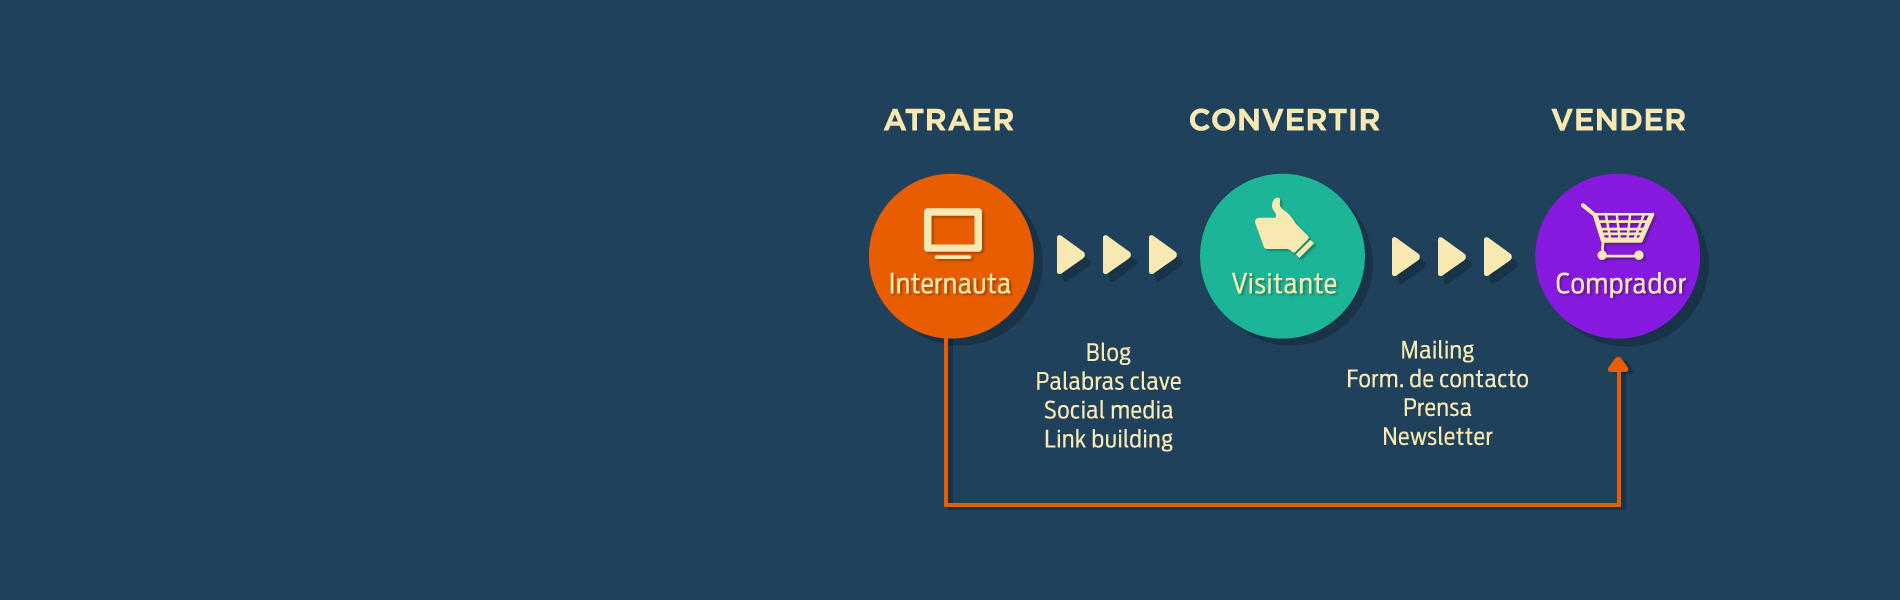 ATRAER
CONVERTIR
VENDER
Internauta
Visitante
Comprador
Blog
Palabras clave
Social media
Link building
Mailing
Form. de contacto
Prensa
Newsletter